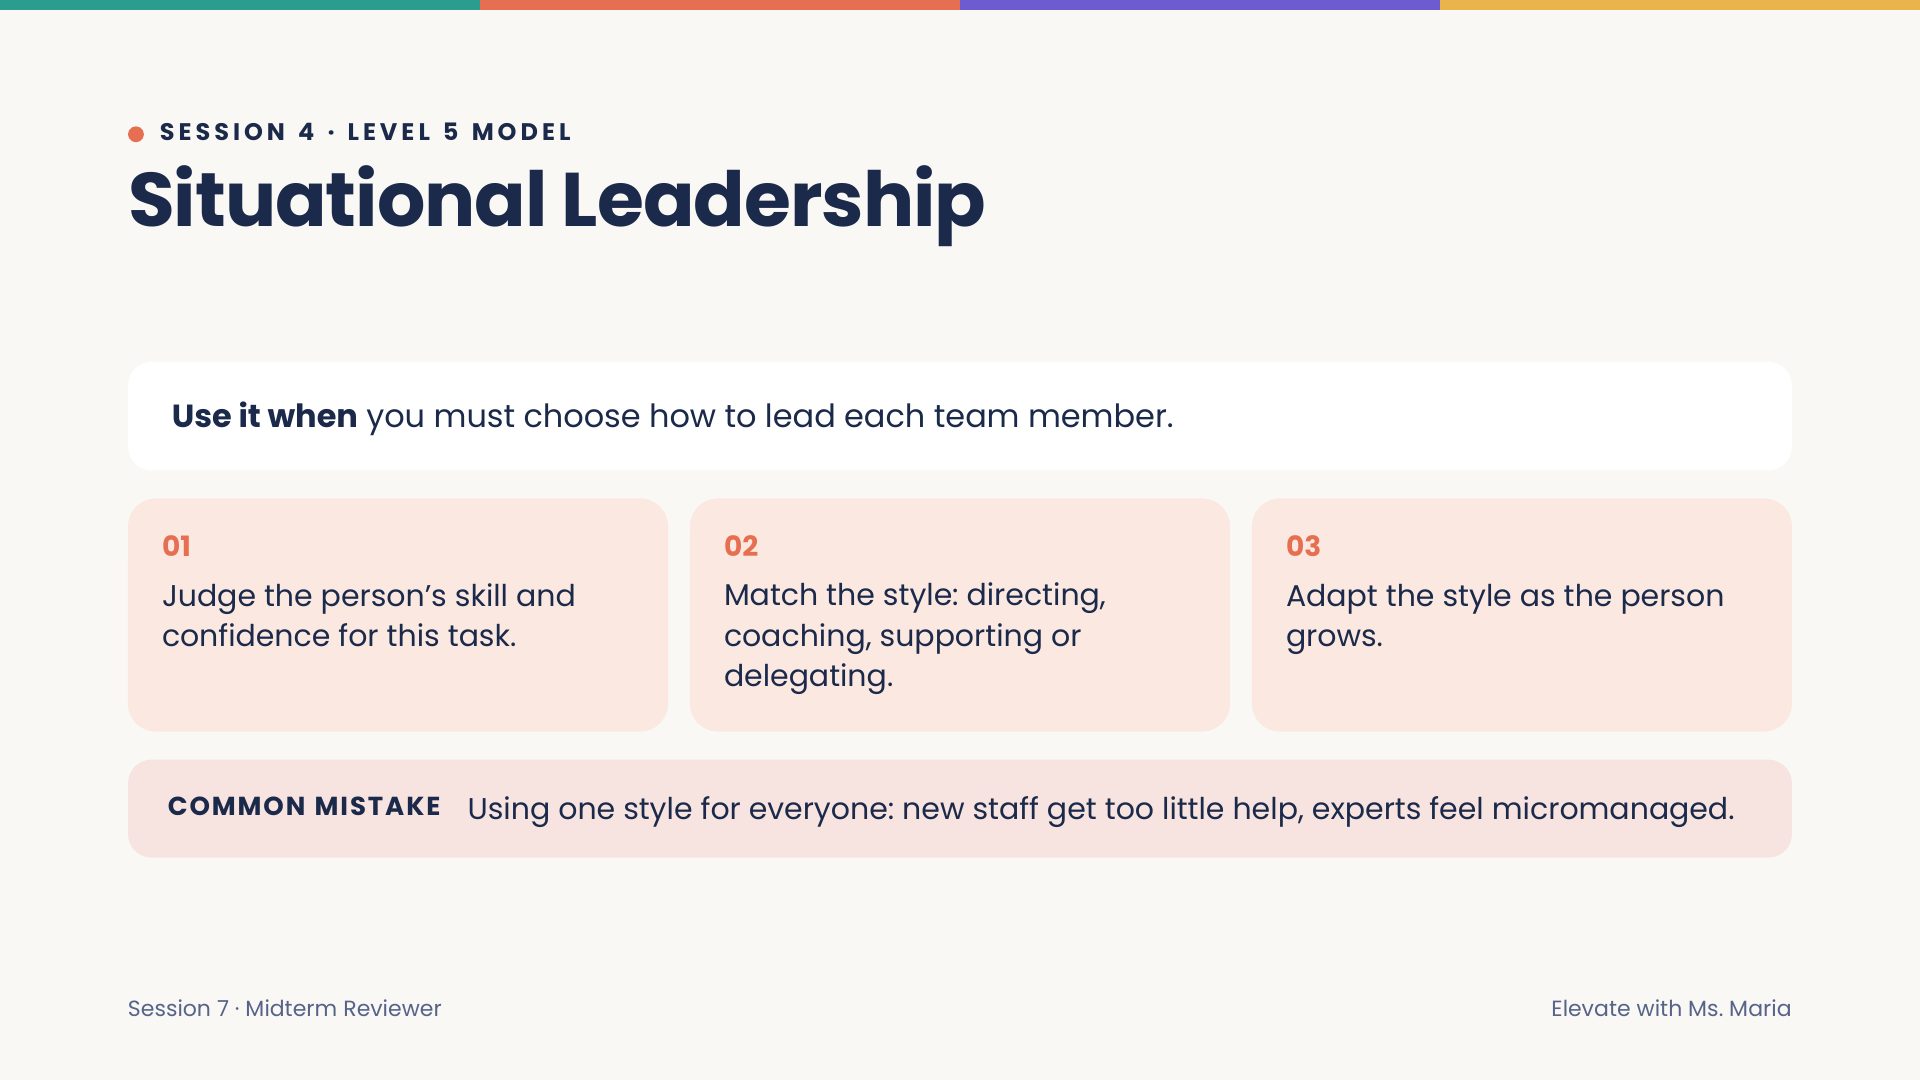 SESSION 4 · LEVEL 5 MODEL
Situational Leadership
Use it when you must choose how to lead each team member.
01
Judge the person’s skill and
confidence for this task.
02
Match the style: directing,
coaching, supporting or
delegating.
03
Adapt the style as the person
grows.
COMMON MISTAKE Using one style for everyone: new staff get too little help, experts feel micromanaged.
Session 7 · Midterm Reviewer
Elevate with Ms. Maria